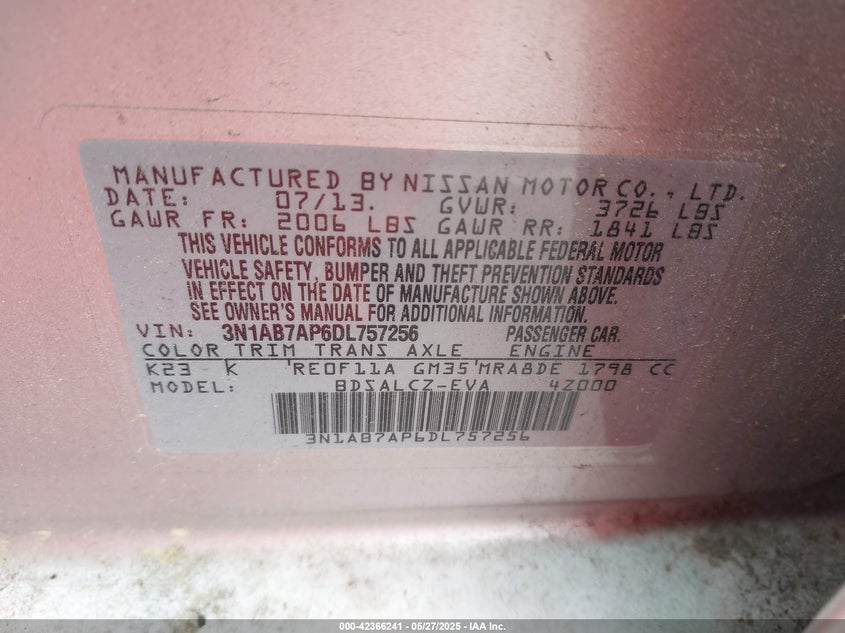 MANUFACTURED BY NISSAN MOTOR CO., LTD.
DATE: 07/13. GVWR: 3726 LBS
GAWR FR: 2006 LBS GAWR RR: 1841 LBS
THIS VEHICLE CONFORMS TO ALL APPLICABLE FEDERAL MOTOR
VEHICLE SAFETY, BUMPER AND THEFT PREVENTION STANDARDS
IN EFFECT ON THE DATE OF MANUFACTURE SHOWN ABOVE.
SEE OWNER'S MANUAL FOR ADDITIONAL INFORMATION.
VIN: 3N1AB7AP6DL757256 PASSENGER CAR.
COLOR TRIM TRANS AXLE ENGINE
K23 K 'RE0F11A GM35'MRA8DE 1798 CC
MODEL: BDSALCZ-EVA 4Z000
3N1AB7AP6DL757256
000-42366241 | 05/27/2025 - IAA Inc.